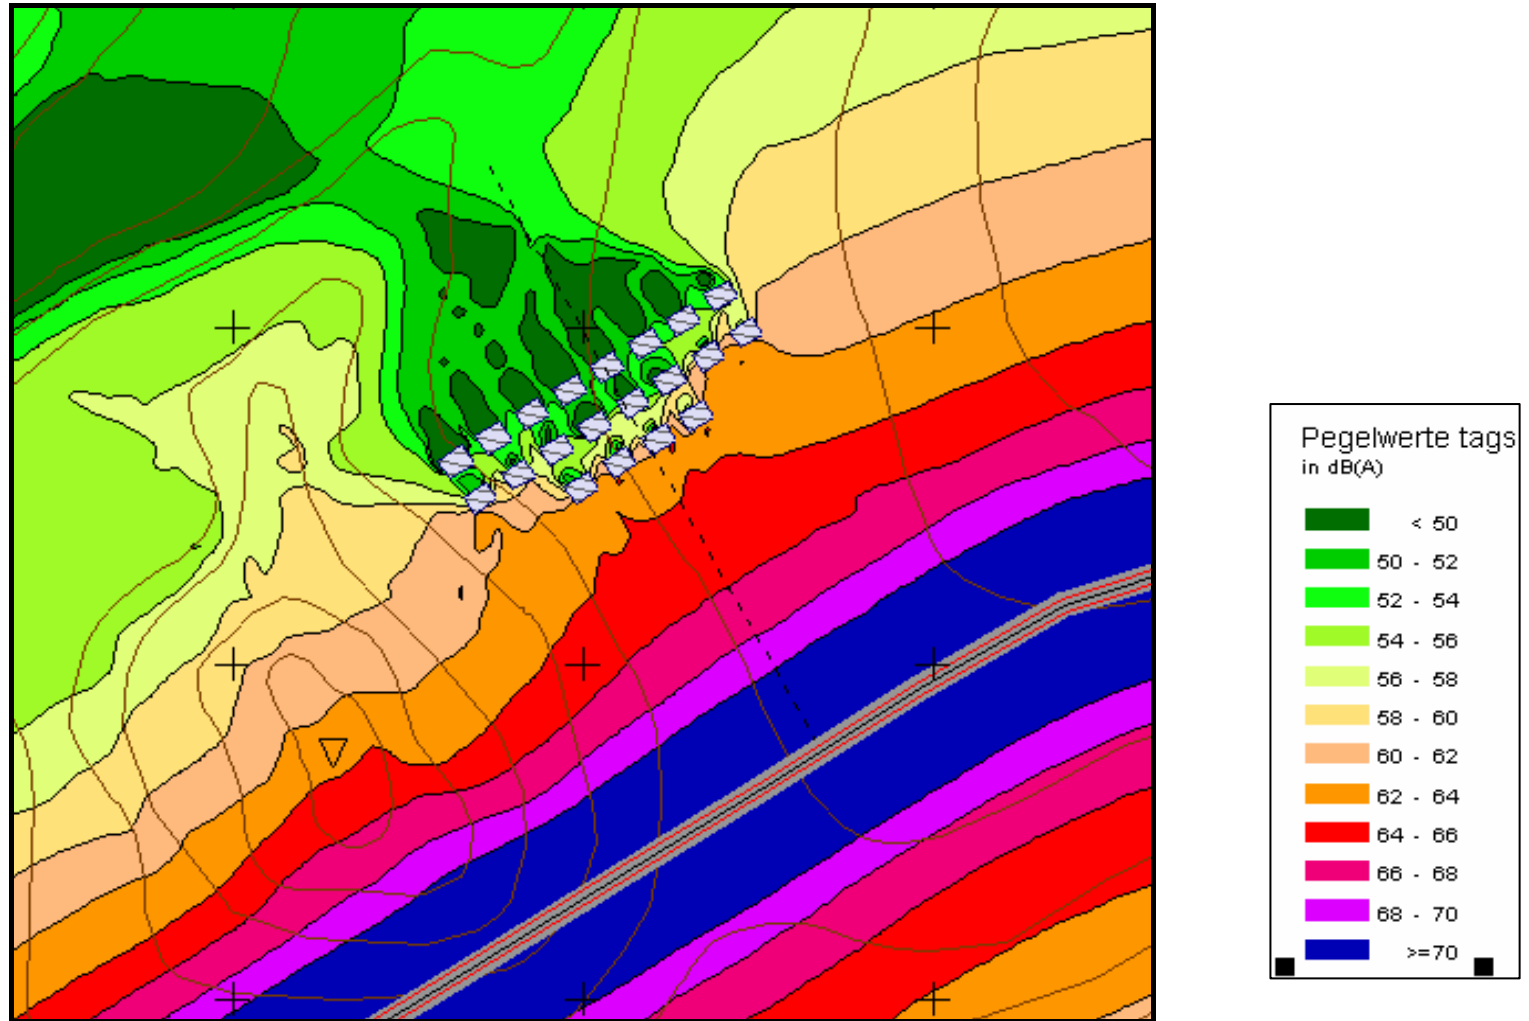 Pegelwerte tags
in dB(A)
< 50
50 - 52
52 - 54
54 - 56
56 - 58
58 - 60
60 - 62
62 - 64
64 - 66
66 - 68
68 - 70
>=70